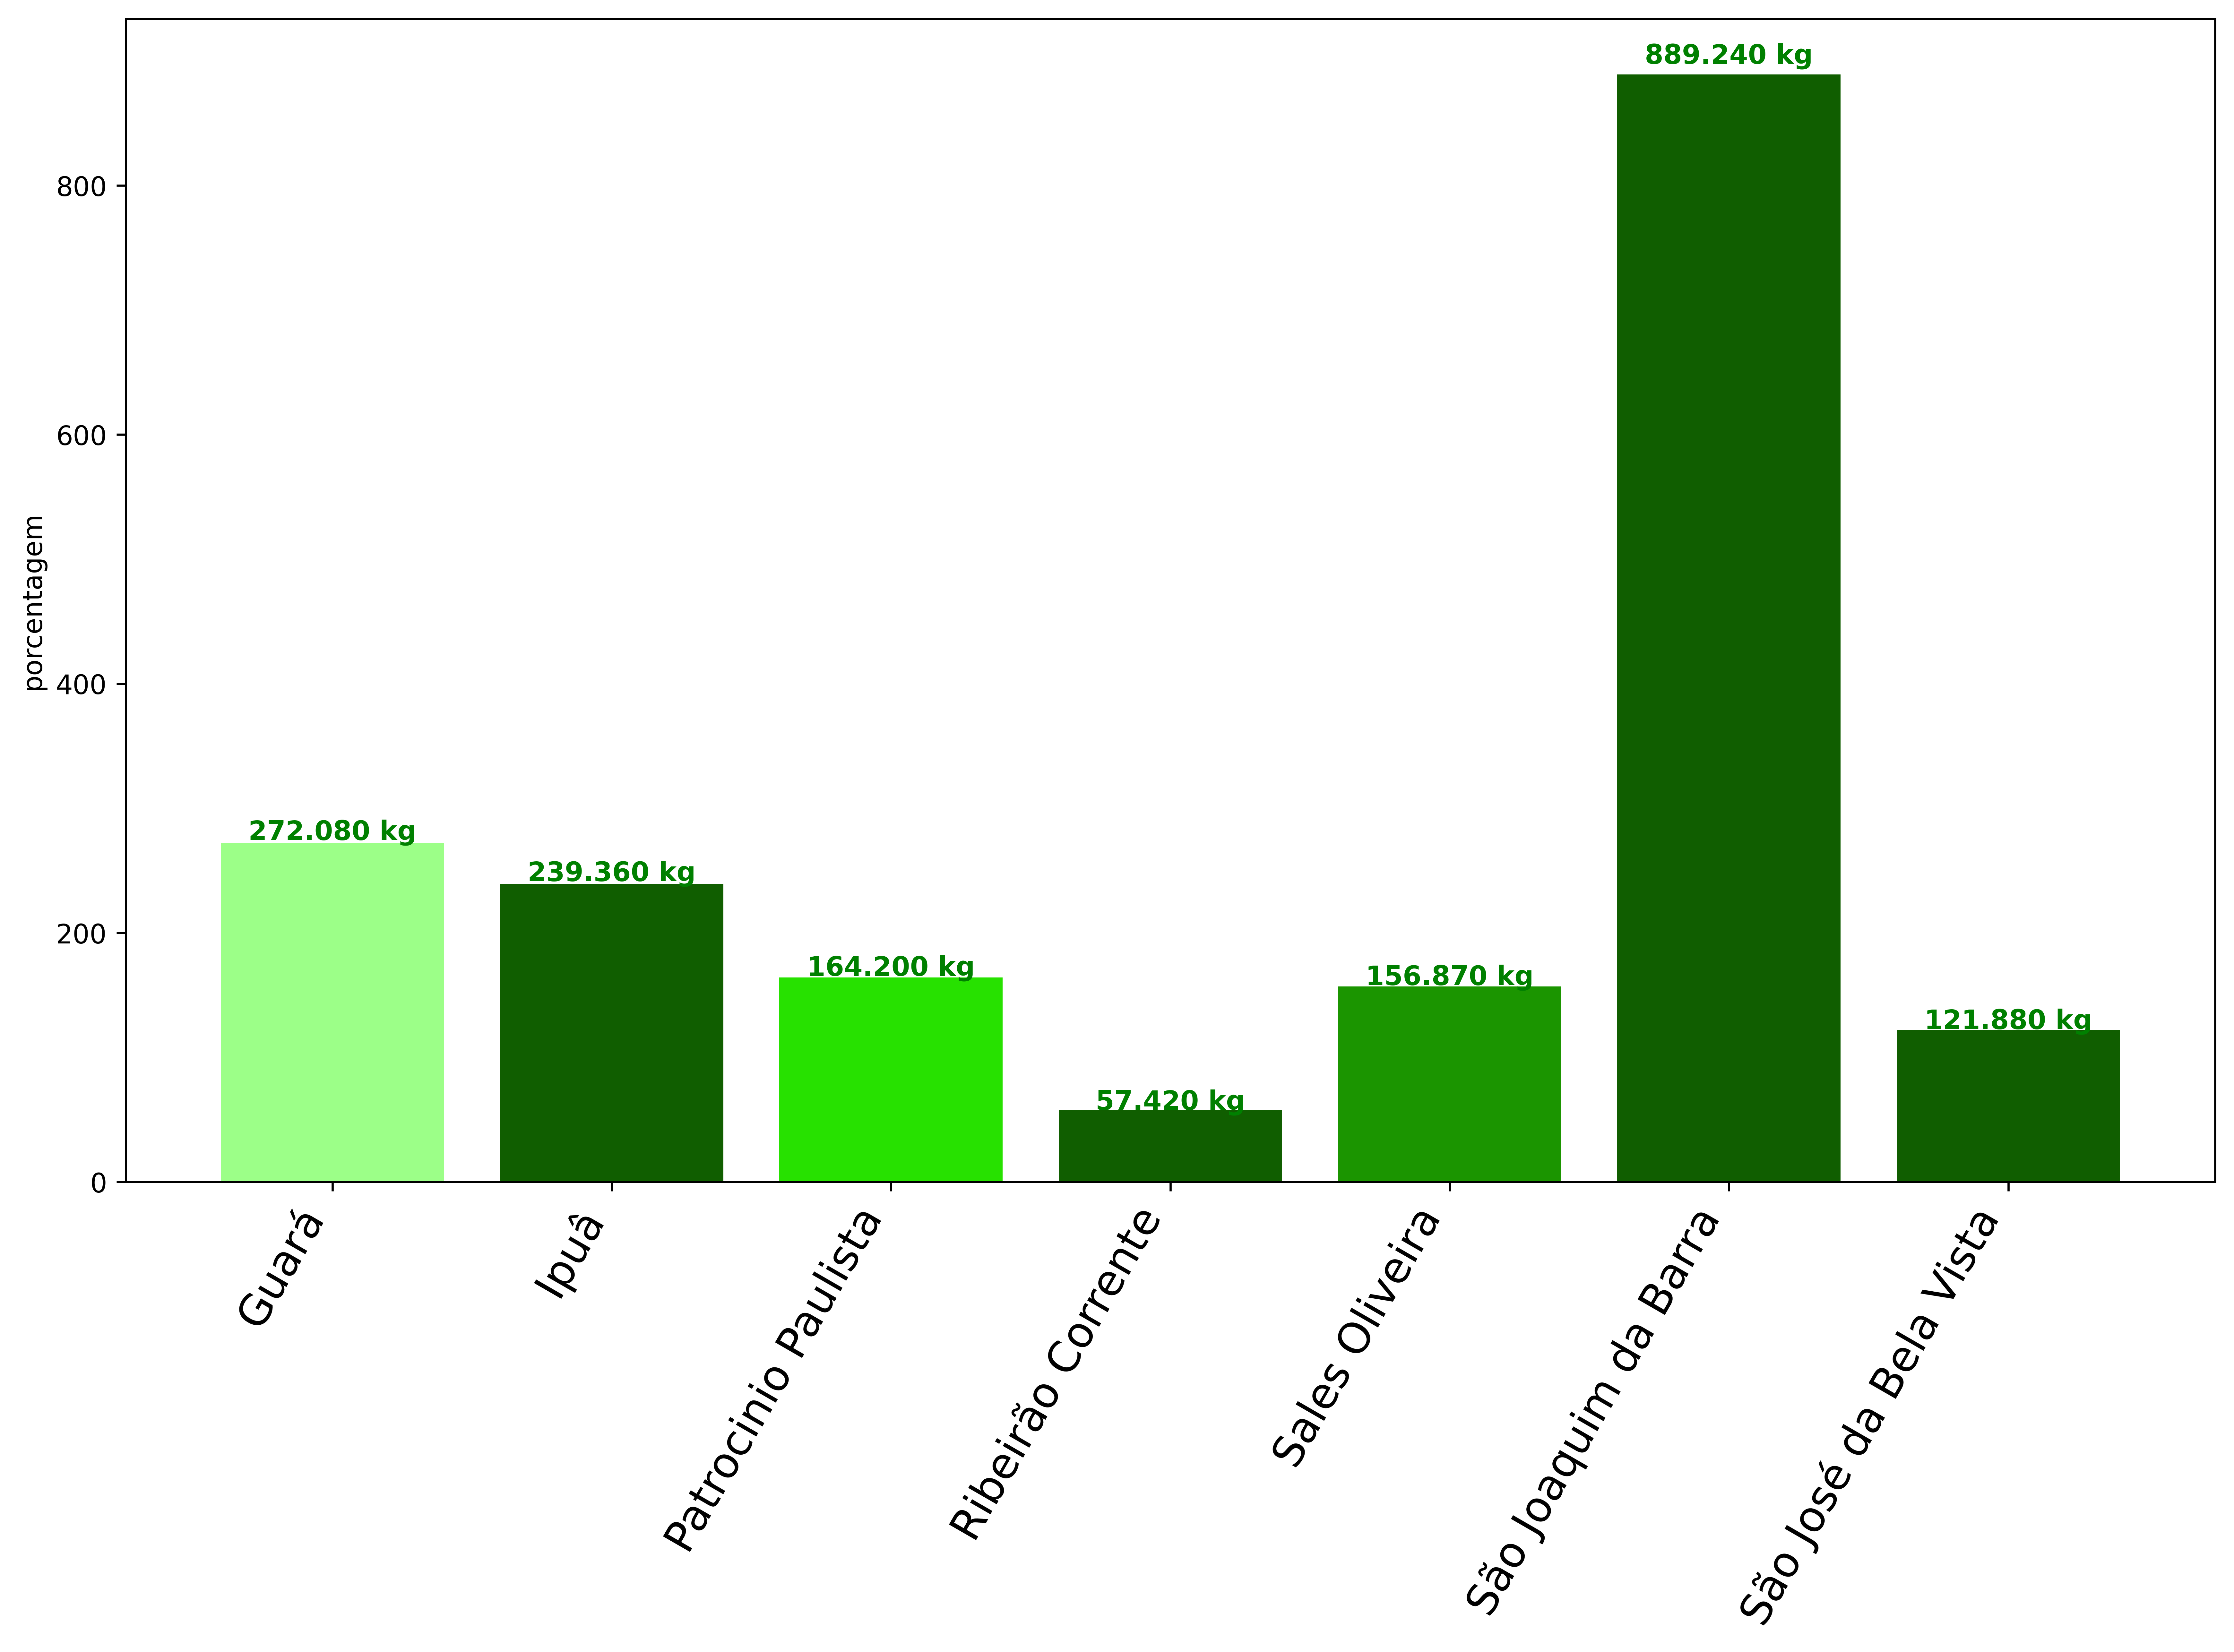 porcentagem
800
600
400
200
0
272.080 kg
239.360 kg
164.200 kg
57.420 kg
156.870 kg
889.240 kg
121.880 kg
Guará
Ipuâ
Patrocinio Paulista
Ribeirão Corrente
Sales Oliveira
São Joaquim da Barra
São José da Bela Vista